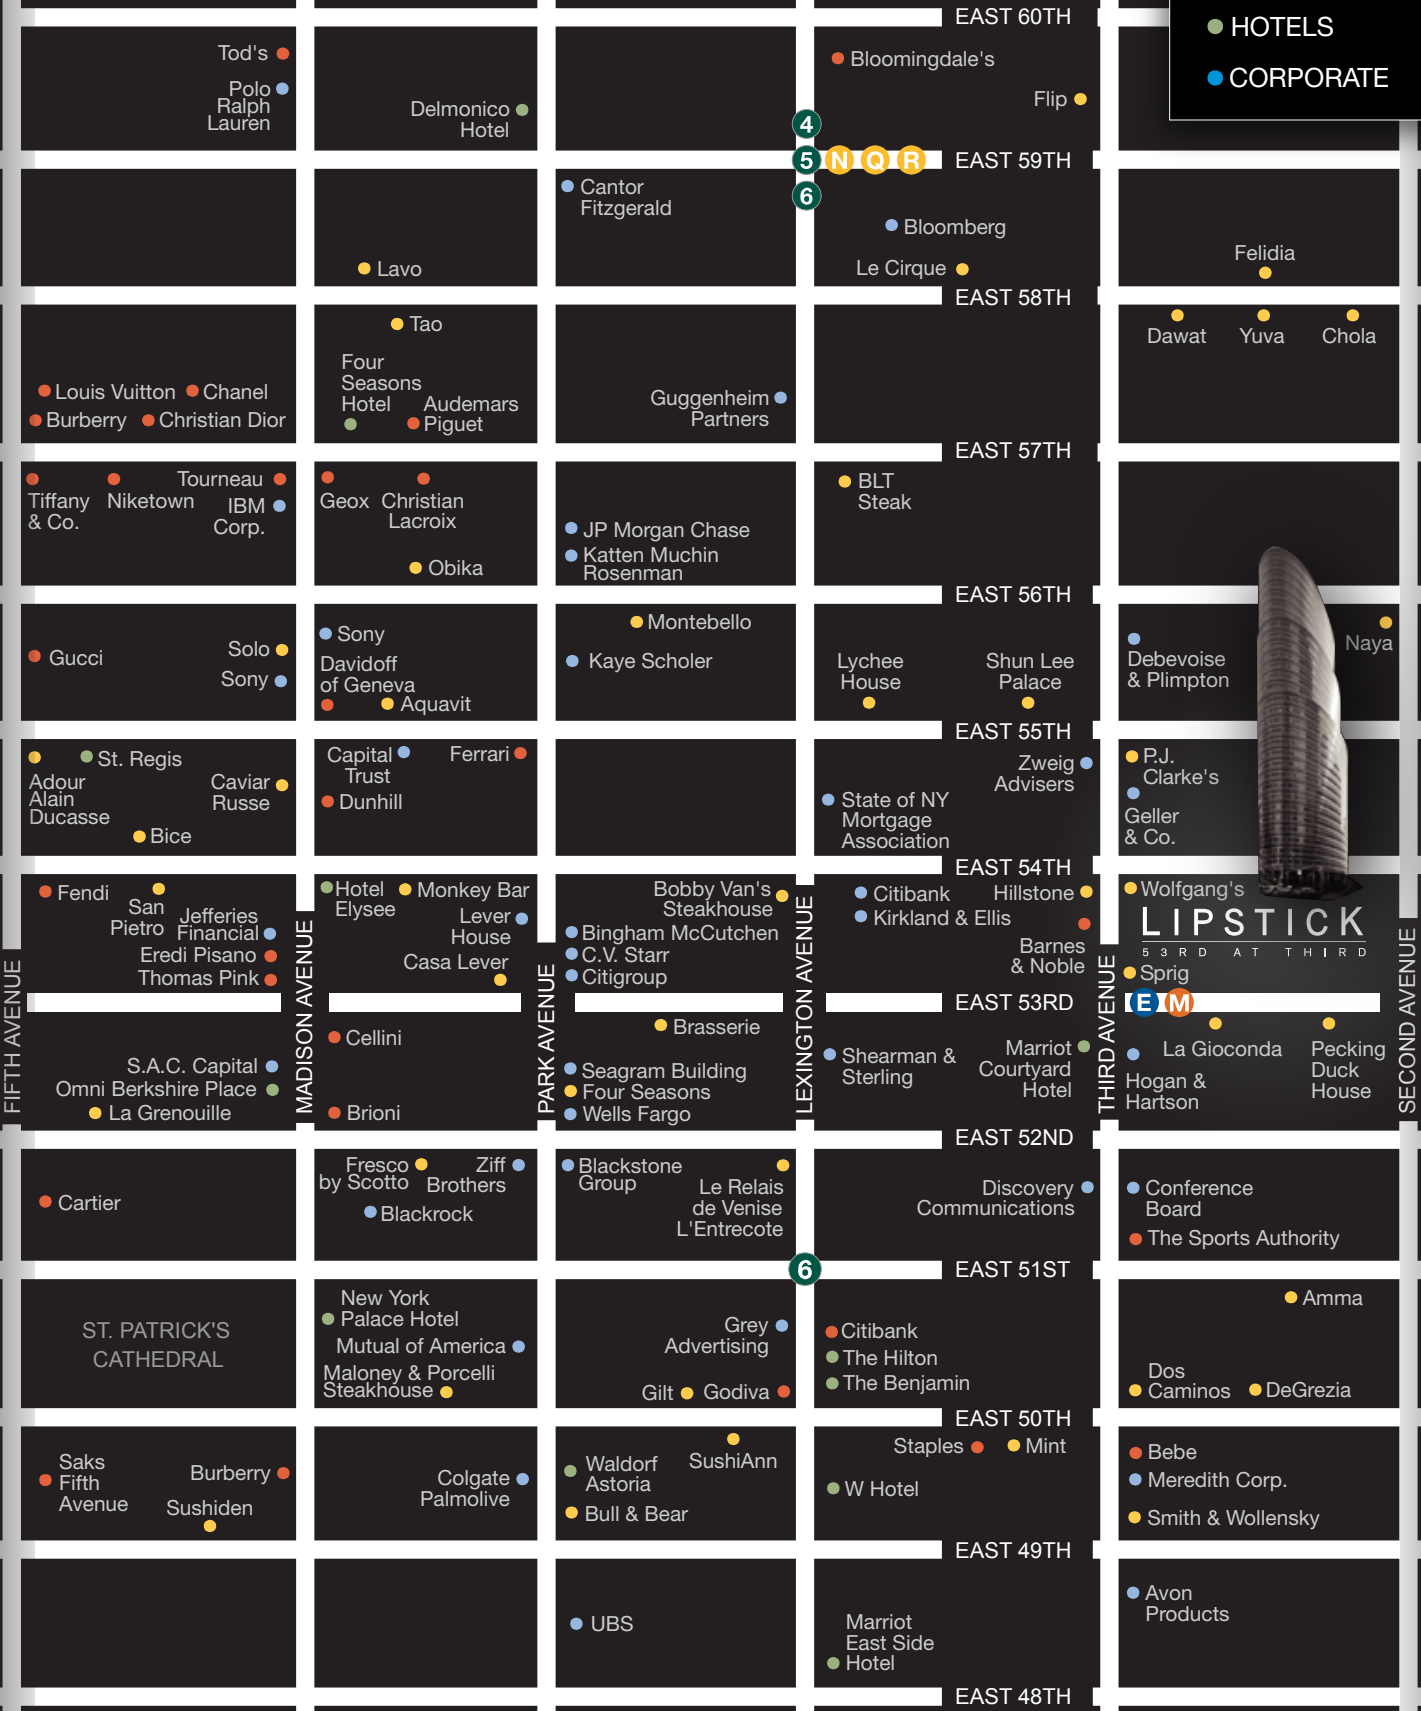 EAST 60TH
HOTELS
CORPORATE
Tod's
Polo
Ralph
Lauren
Delmonico
Hotel
Bloomingdale's
Flip
4
5
N
Q
R
EAST 59TH
6
Cantor
Fitzgerald
Bloomberg
Le Cirque
Lavo
Felidia
EAST 58TH
Tao
Four
Seasons
Hotel
Audemars
Piguet
Louis Vuitton
Chanel
Burberry
Christian Dior
Guggenheim
Partners
Dawat
Yuva
Chola
EAST 57TH
Tiffany
& Co.
Niketown
Tourneau
IBM
Corp.
Geox
Christian
Lacroix
Obika
JP Morgan Chase
Katten Muchin
Rosenman
BLT
Steak
EAST 56TH
Gucci
Solo
Sony
Sony
Davidoff
of Geneva
Aquavit
Montebello
Kaye Scholer
Lychee
House
Shun Lee
Palace
Debevoise
& Plimpton
Naya
EAST 55TH
Adour
Alain
Ducasse
St. Regis
Caviar
Russe
Bice
Capital
Trust
Ferrari
Dunhill
Zweig
Advisers
State of NY
Mortgage
Association
P.J.
Clarke's
Geller
& Co.
EAST 54TH
Fendi
San
Pietro
Jefferies
Financial
Eredi Pisano
Thomas Pink
Hotel
Elysee
Monkey Bar
Lever
House
Casa Lever
Bobby Van's
Steakhouse
Bingham McCutchen
C.V. Starr
Citigroup
Citibank
Kirkland & Ellis
Hillstone
Barnes
& Noble
Wolfgang's
LIPSTICK
53RD AT THIRD
Sprig
FIFTH AVENUE
MADISON AVENUE
PARK AVENUE
LEXINGTON AVENUE
THIRD AVENUE
SECOND AVENUE
EAST 53RD
E
M
S.A.C. Capital
Omni Berkshire Place
La Grenouille
Cellini
Brioni
Brasserie
Seagram Building
Four Seasons
Wells Fargo
Shearman &
Sterling
Marriot
Courtyard
Hotel
La Gioconda
Hogan &
Hartson
Pecking
Duck
House
EAST 52ND
Cartier
Fresco
by Scotto
Ziff
Brothers
Blackrock
Blackstone
Group
Le Relais
de Venise
L'Entrecote
Discovery
Communications
Conference
Board
The Sports Authority
6
EAST 51ST
ST. PATRICK'S
CATHEDRAL
New York
Palace Hotel
Mutual of America
Maloney & Porcelli
Steakhouse
Grey
Advertising
Gilt
Godiva
Citibank
The Hilton
The Benjamin
Amma
Dos
Caminos
DeGrezia
EAST 50TH
Saks
Fifth
Avenue
Burberry
Sushiden
Colgate
Palmolive
Waldorf
Astoria
SushiAnn
Bull & Bear
Staples
Mint
W Hotel
Bebe
Meredith Corp.
Smith & Wollensky
EAST 49TH
UBS
Marriot
East Side
Hotel
Avon
Products
EAST 48TH